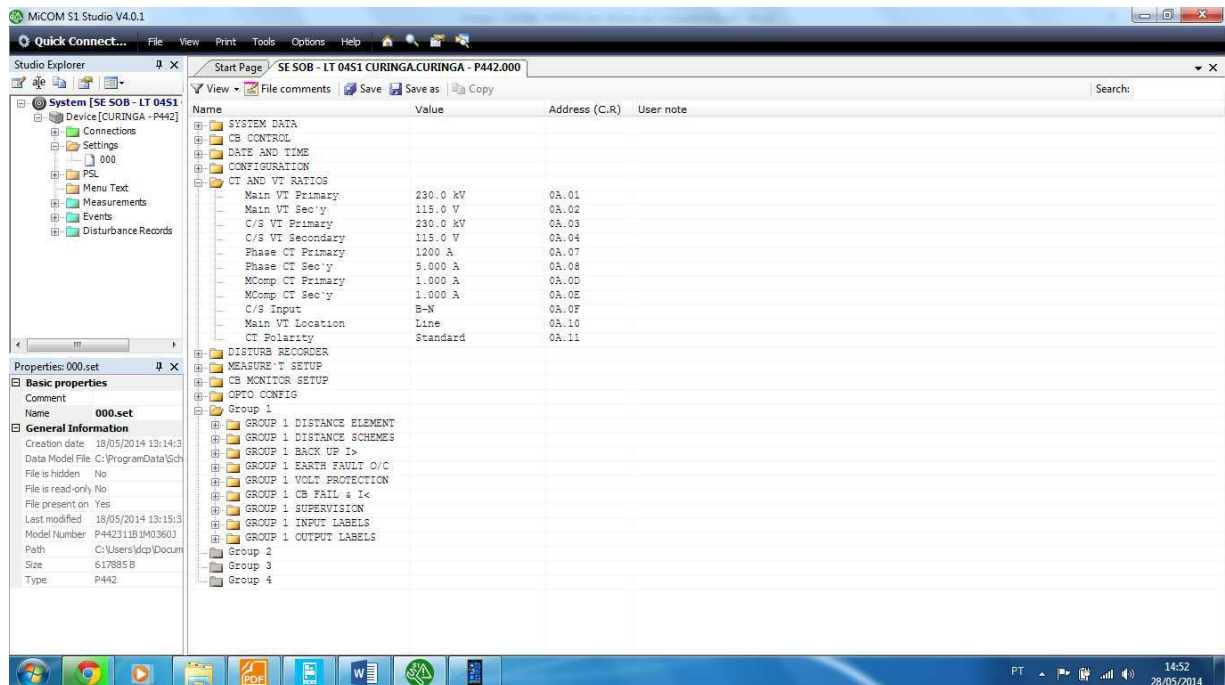 MiCOM S1 Studio V4.0.1
Quick Connect... File View Print Tools Options Help
Studio Explorer
Start Page SE SOB - LT 04S1 CURINGA.CURINGA - P442.000
View File comments Save Save as Copy Search:
System [SE SOB - LT 04S1
Device [CURINGA - P442]
Connections
Settings
000
PSL
Menu Text
Measurements
Events
Disturbance Records
Name Value Address (C.R) User note
SYSTEM DATA
CB CONTROL
DATE AND TIME
CONFIGURATION
CT AND VT RATIOS
Main VT Primary 230.0 kV 0A.01
Main VT Sec'y 115.0 V 0A.02
C/S VT Primary 230.0 kV 0A.03
C/S VT Secondary 115.0 V 0A.04
Phase CT Primary 1200 A 0A.07
Phase CT Sec'y 5.000 A 0A.08
MComp CT Primary 1.000 A 0A.0D
MComp CT Sec'y 1.000 A 0A.0E
C/S Input B-N 0A.0F
Main VT Location Line 0A.10
CT Polarity Standard 0A.11
DISTURB RECORDER
MEASURE'T SETUP
CB MONITOR SETUP
OPTO CONFIG
Group 1
GROUP 1 DISTANCE ELEMENT
GROUP 1 DISTANCE SCHEMES
GROUP 1 BACK UP I>
GROUP 1 EARTH FAULT O/C
GROUP 1 VOLT PROTECTION
GROUP 1 CB FAIL & I<
GROUP 1 SUPERVISION
GROUP 1 INPUT LABELS
GROUP 1 OUTPUT LABELS
Group 2
Group 3
Group 4
Properties: 000.set
Basic properties
Comment
Name 000.set
General Information
Creation date 18/05/2014 13:14:3
Data Model File C:\ProgramData\Sch
File is hidden No
File is read-only No
File present on Yes
Last modified 18/05/2014 13:15:3
Model Number P442311B1M0360J
Path C:\Users\dcp\Docum
Size 617885 B
Type P442
PDF
PT 14:52
28/05/2014